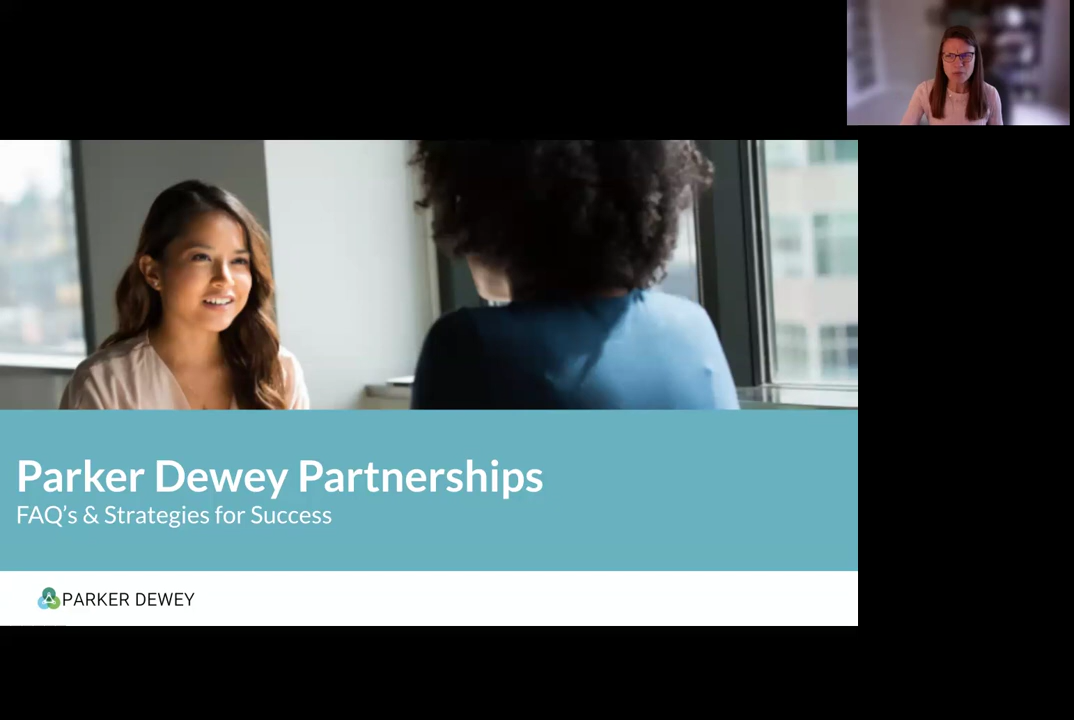 Parker Dewey Partnerships
FAQ's & Strategies for Success
PARKER DEWEY